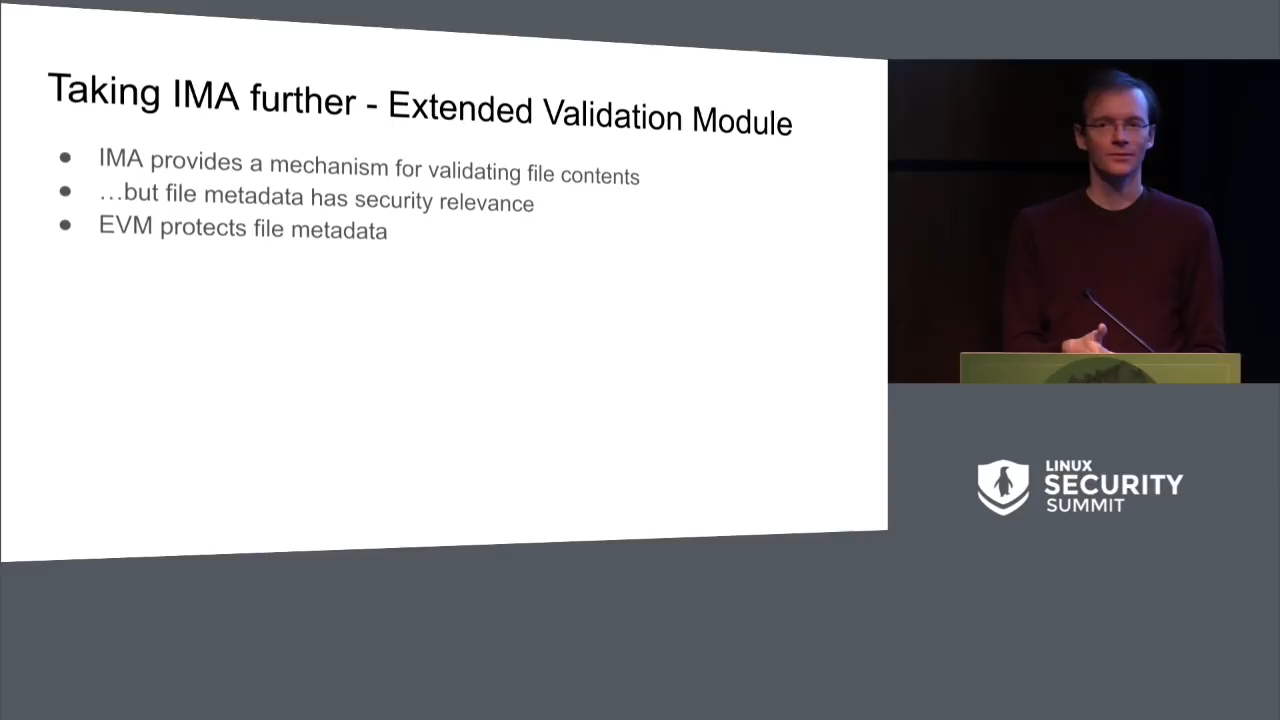 Taking IMA further - Extended Validation Module
● IMA provides a mechanism for validating file contents
● …but file metadata has security relevance
● EVM protects file metadata
LINUX
SECURITY
SUMMIT